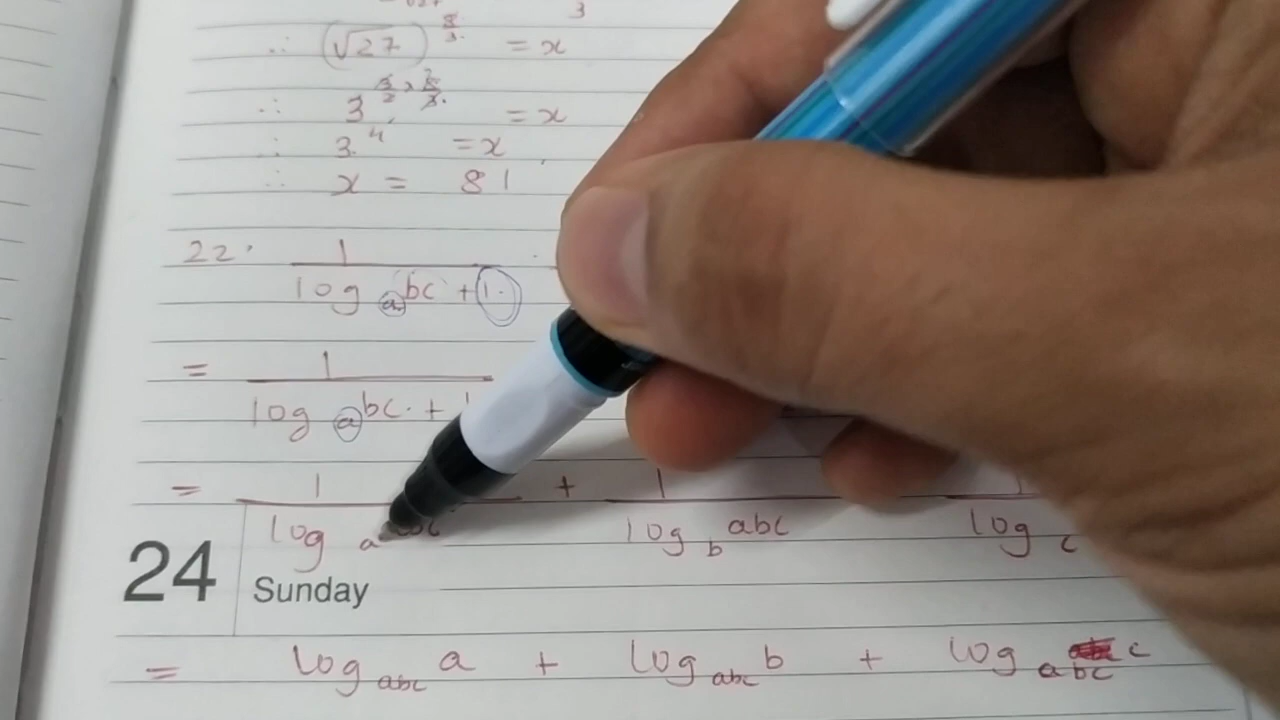 ∴ (√27)^(8/3) = x
∴ 3^(3/2 × 8/3) = x
∴ 3^4 = x
∴ x = 81
22. 1
log_a bc + 1
= 1
log_a bc. +
= 1 + 1 1
log_a log_b abc log_c
24 Sunday
= log_abc a + log_abc b + log_abc c